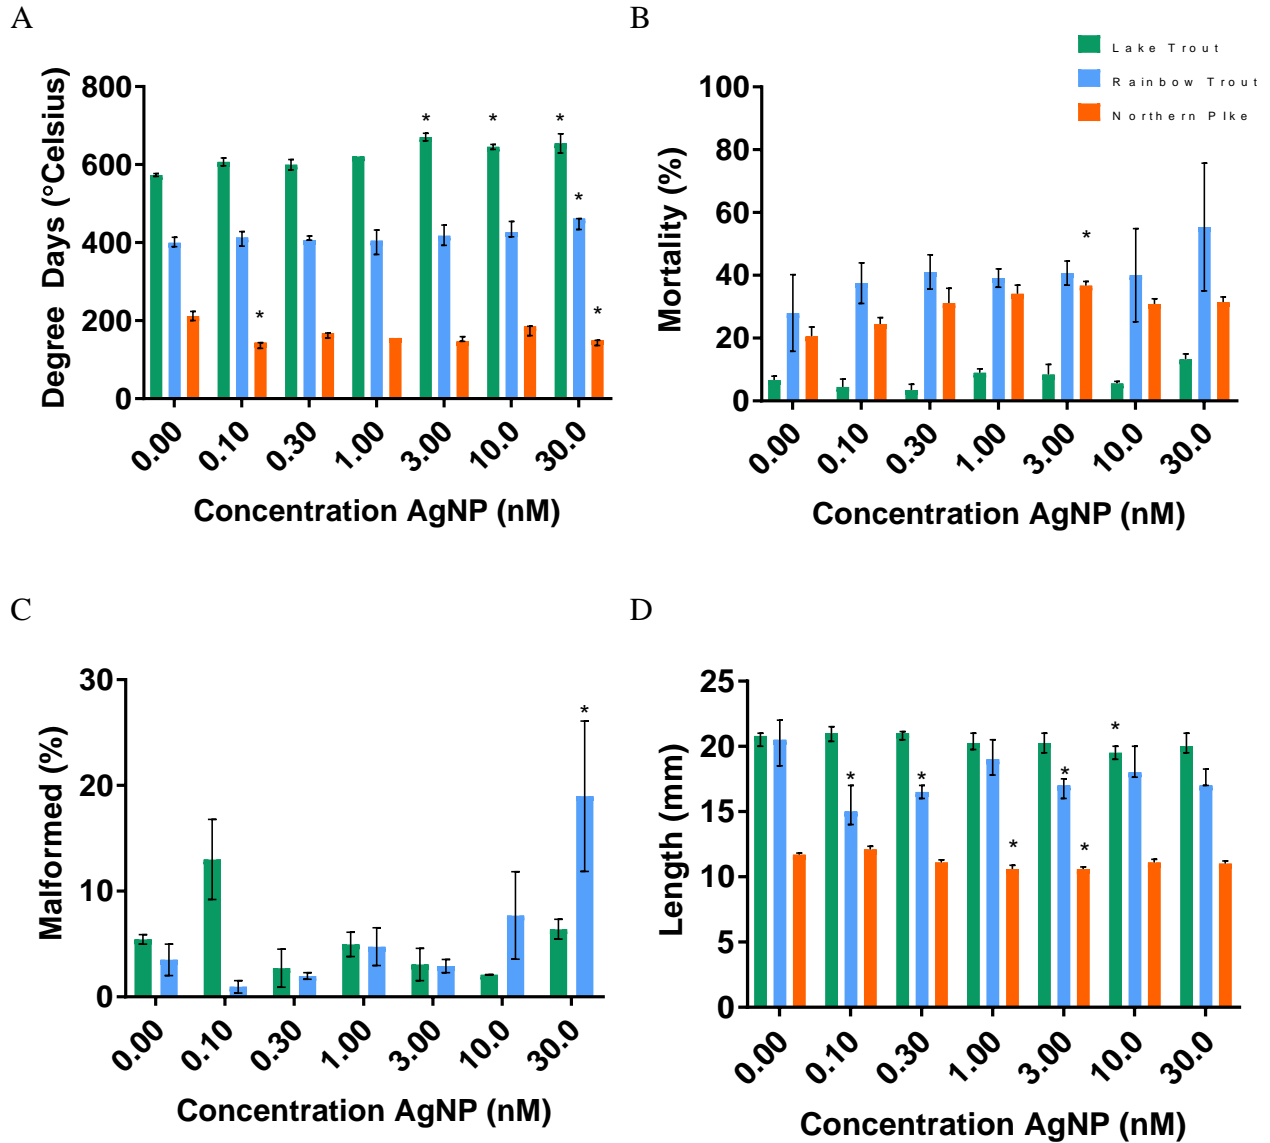 A
Degree Days (°Celsius)
800
600
400
200
0
* * * * * *
0.00 0.10 0.30 1.00 3.00 10.0 30.0
Concentration AgNP (nM)
B
Lake Trout
Rainbow Trout
Northern PIke
Mortality (%)
100
80
60
40
20
0
*
0.00 0.10 0.30 1.00 3.00 10.0 30.0
Concentration AgNP (nM)
C
Malformed (%)
30
20
10
0
*
0.00 0.10 0.30 1.00 3.00 10.0 30.0
Concentration AgNP (nM)
D
Length (mm)
25
20
15
10
5
0
* * * * * *
0.00 0.10 0.30 1.00 3.00 10.0 30.0
Concentration AgNP (nM)